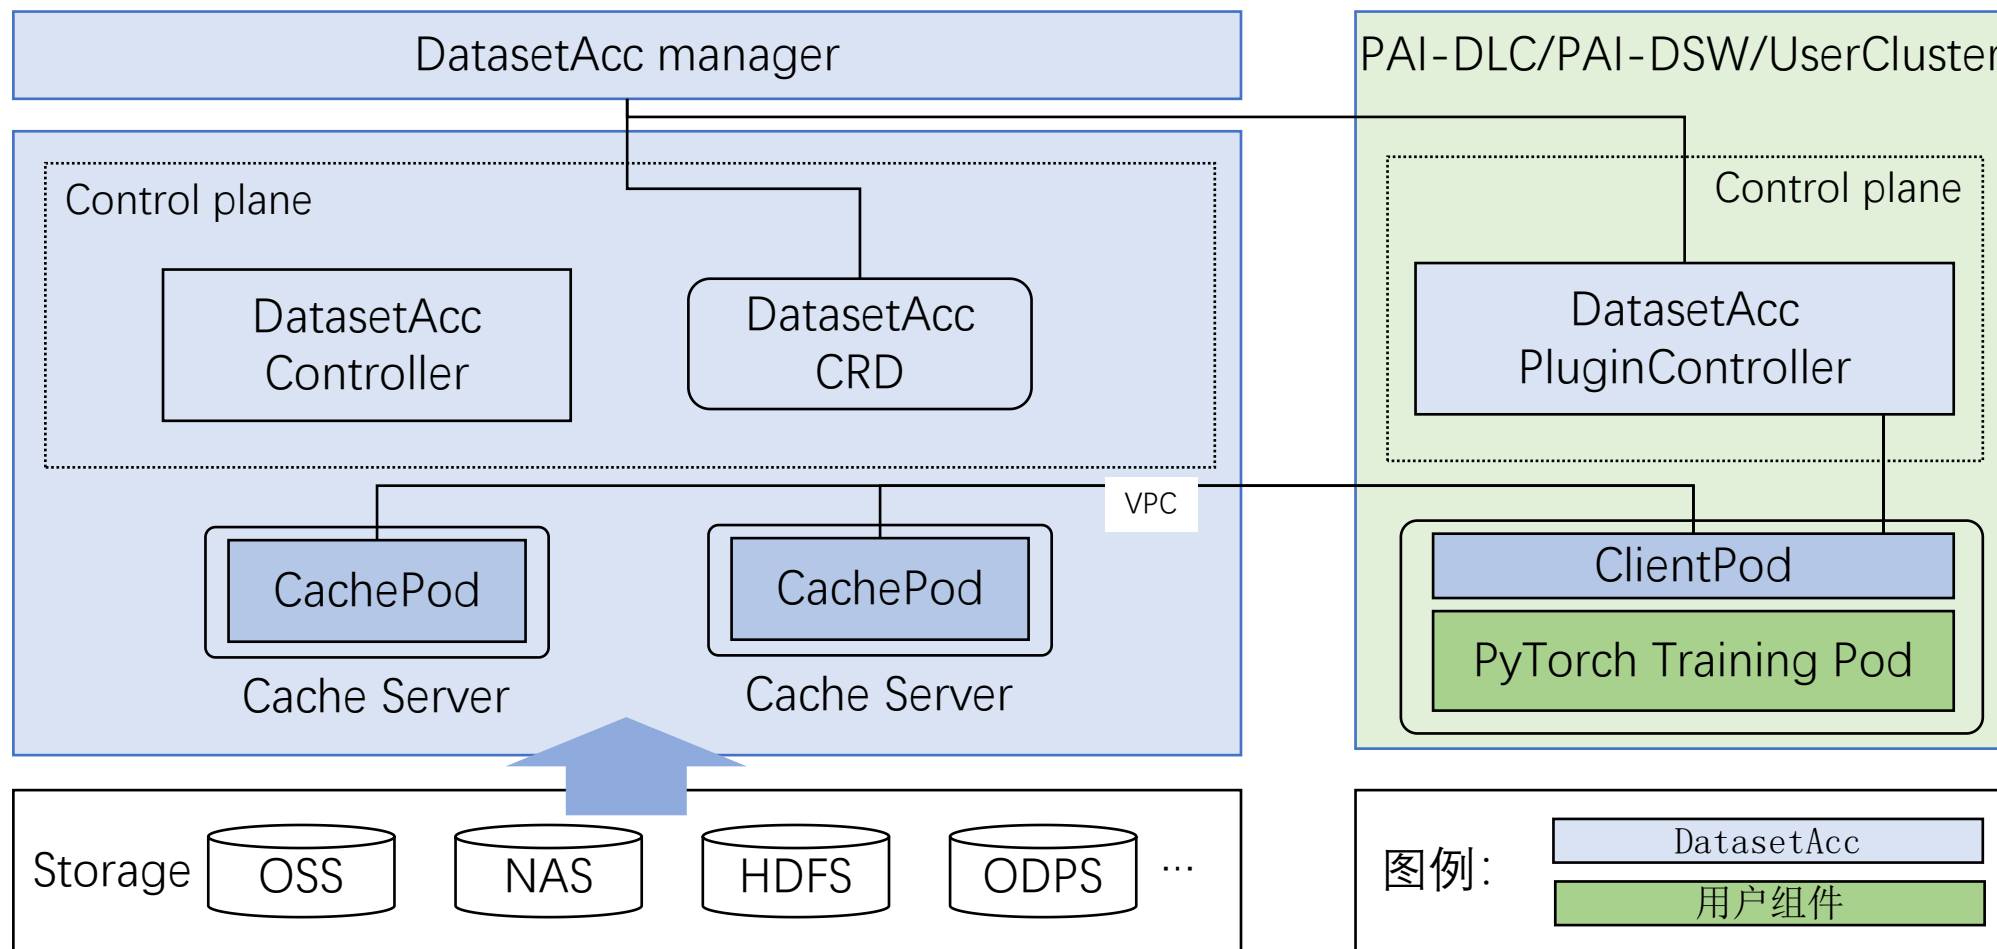 DatasetAcc manager
PAI-DLC/PAI-DSW/UserCluster
Control plane
DatasetAcc
Controller
DatasetAcc
CRD
Control plane
DatasetAcc
PluginController
VPC
CachePod
Cache Server
CachePod
Cache Server
ClientPod
PyTorch Training Pod
Storage
OSS
NAS
HDFS
ODPS
...
图例：
DatasetAcc
用户组件